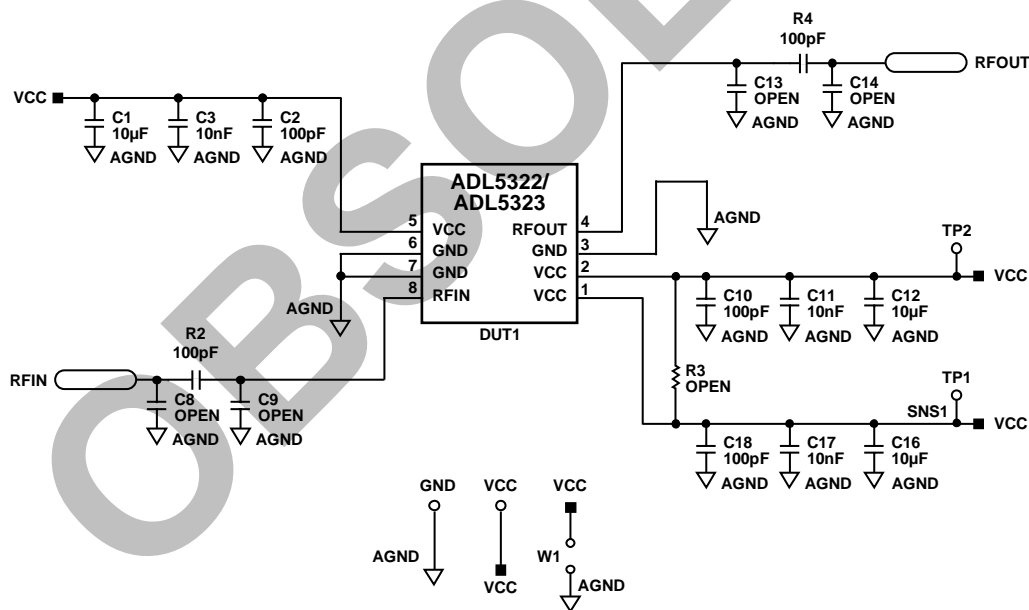 R4
100pF
RFOUT
C13
OPEN
AGND
C14
OPEN
AGND
VCC
C1
10µF
AGND
C3
10nF
AGND
C2
100pF
AGND
ADL5322/
ADL5323
5
VCC
6
GND
7
GND
8
RFIN
RFOUT
4
GND
3
VCC
2
VCC
1
DUT1
AGND
AGND
TP2
VCC
C10
100pF
AGND
C11
10nF
AGND
C12
10µF
AGND
R2
100pF
RFIN
C8
OPEN
AGND
C9
OPEN
AGND
R3
OPEN
TP1
SNS1
VCC
C18
100pF
AGND
C17
10nF
AGND
C16
10µF
AGND
GND
AGND
VCC
VCC
VCC
W1
AGND